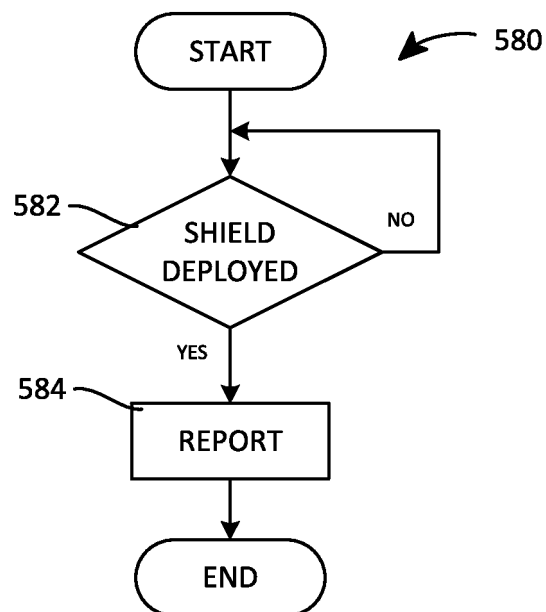 START
580
582
SHIELD
DEPLOYED
NO
YES
584
REPORT
END